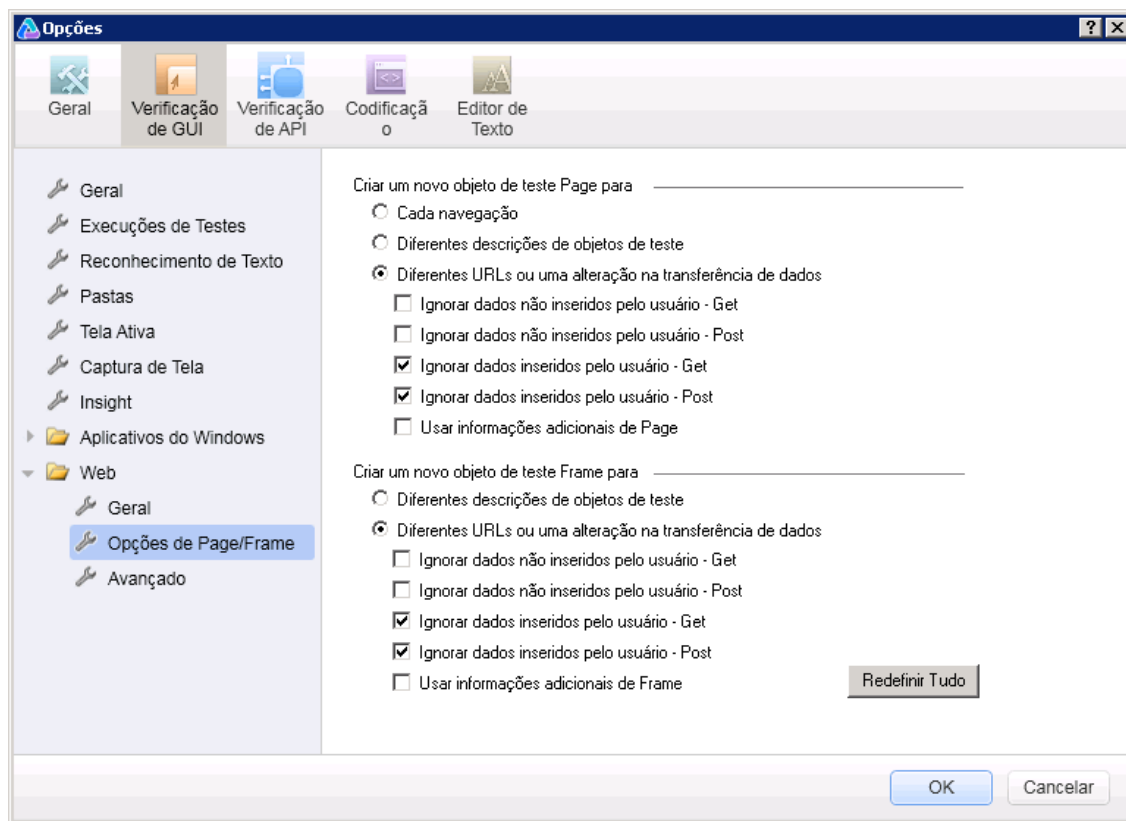 Opções
Geral
Verificação
de GUI
Verificação
de API
Codificaçã
o
Editor de
Texto
Geral
Execuções de Testes
Reconhecimento de Texto
Pastas
Tela Ativa
Captura de Tela
Insight
Aplicativos do Windows
Web
Geral
Opções de Page/Frame
Avançado
Criar um novo objeto de teste Page para
Cada navegação
Diferentes descrições de objetos de teste
Diferentes URLs ou uma alteração na transferência de dados
Ignorar dados não inseridos pelo usuário - Get
Ignorar dados não inseridos pelo usuário - Post
Ignorar dados inseridos pelo usuário - Get
Ignorar dados inseridos pelo usuário - Post
Usar informações adicionais de Page
Criar um novo objeto de teste Frame para
Diferentes descrições de objetos de teste
Diferentes URLs ou uma alteração na transferência de dados
Ignorar dados não inseridos pelo usuário - Get
Ignorar dados não inseridos pelo usuário - Post
Ignorar dados inseridos pelo usuário - Get
Ignorar dados inseridos pelo usuário - Post
Usar informações adicionais de Frame
Redefinir Tudo
OK
Cancelar